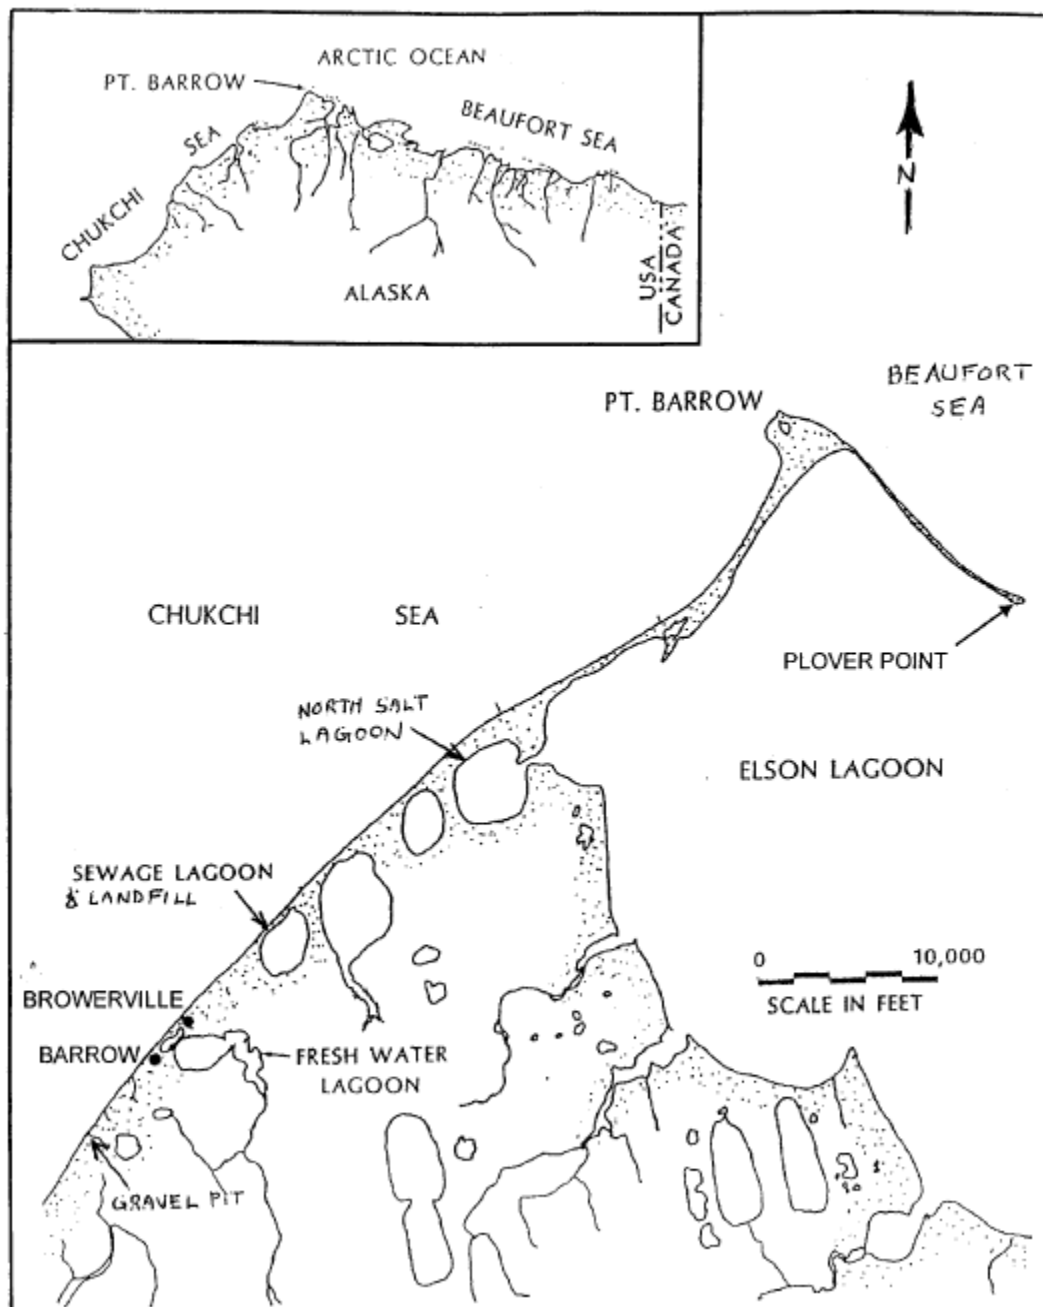 ARCTIC OCEAN
PT. BARROW
BEAUFORT SEA
CHUKCHI SEA
ALASKA
USA
CANADA
N
PT. BARROW
BEAUFORT
SEA
CHUKCHI SEA
PLOVER POINT
NORTH SALT
LAGOON
ELSON LAGOON
SEWAGE LAGOON
& LANDFILL
0 10,000
SCALE IN FEET
BROWERVILLE
BARROW
FRESH WATER
LAGOON
GRAVEL PIT